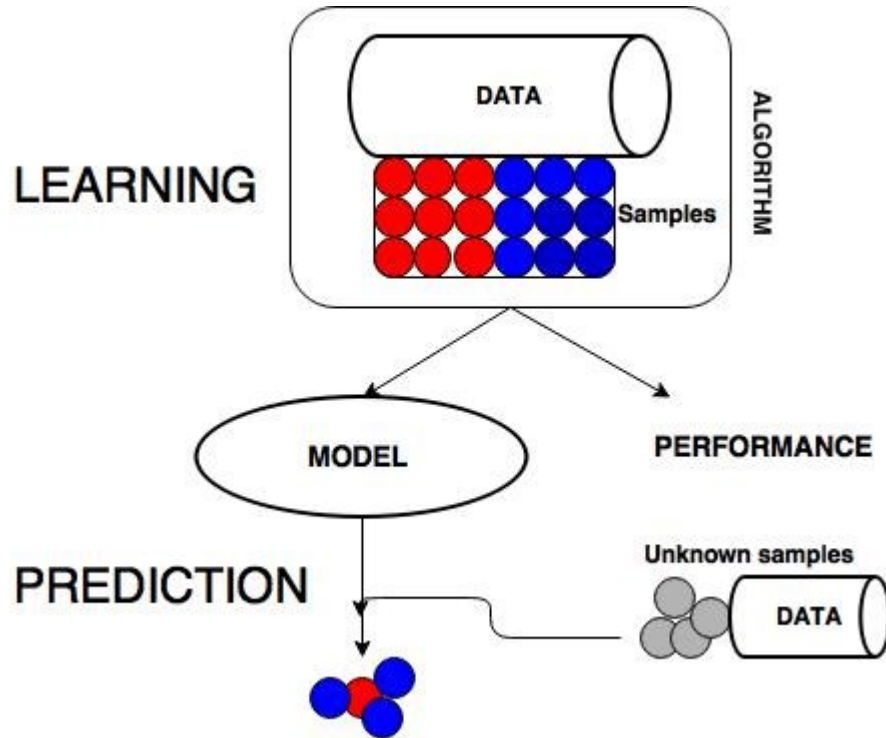 DATA
ALGORITHM
LEARNING
Samples
MODEL
PERFORMANCE
Unknown samples
PREDICTION
DATA